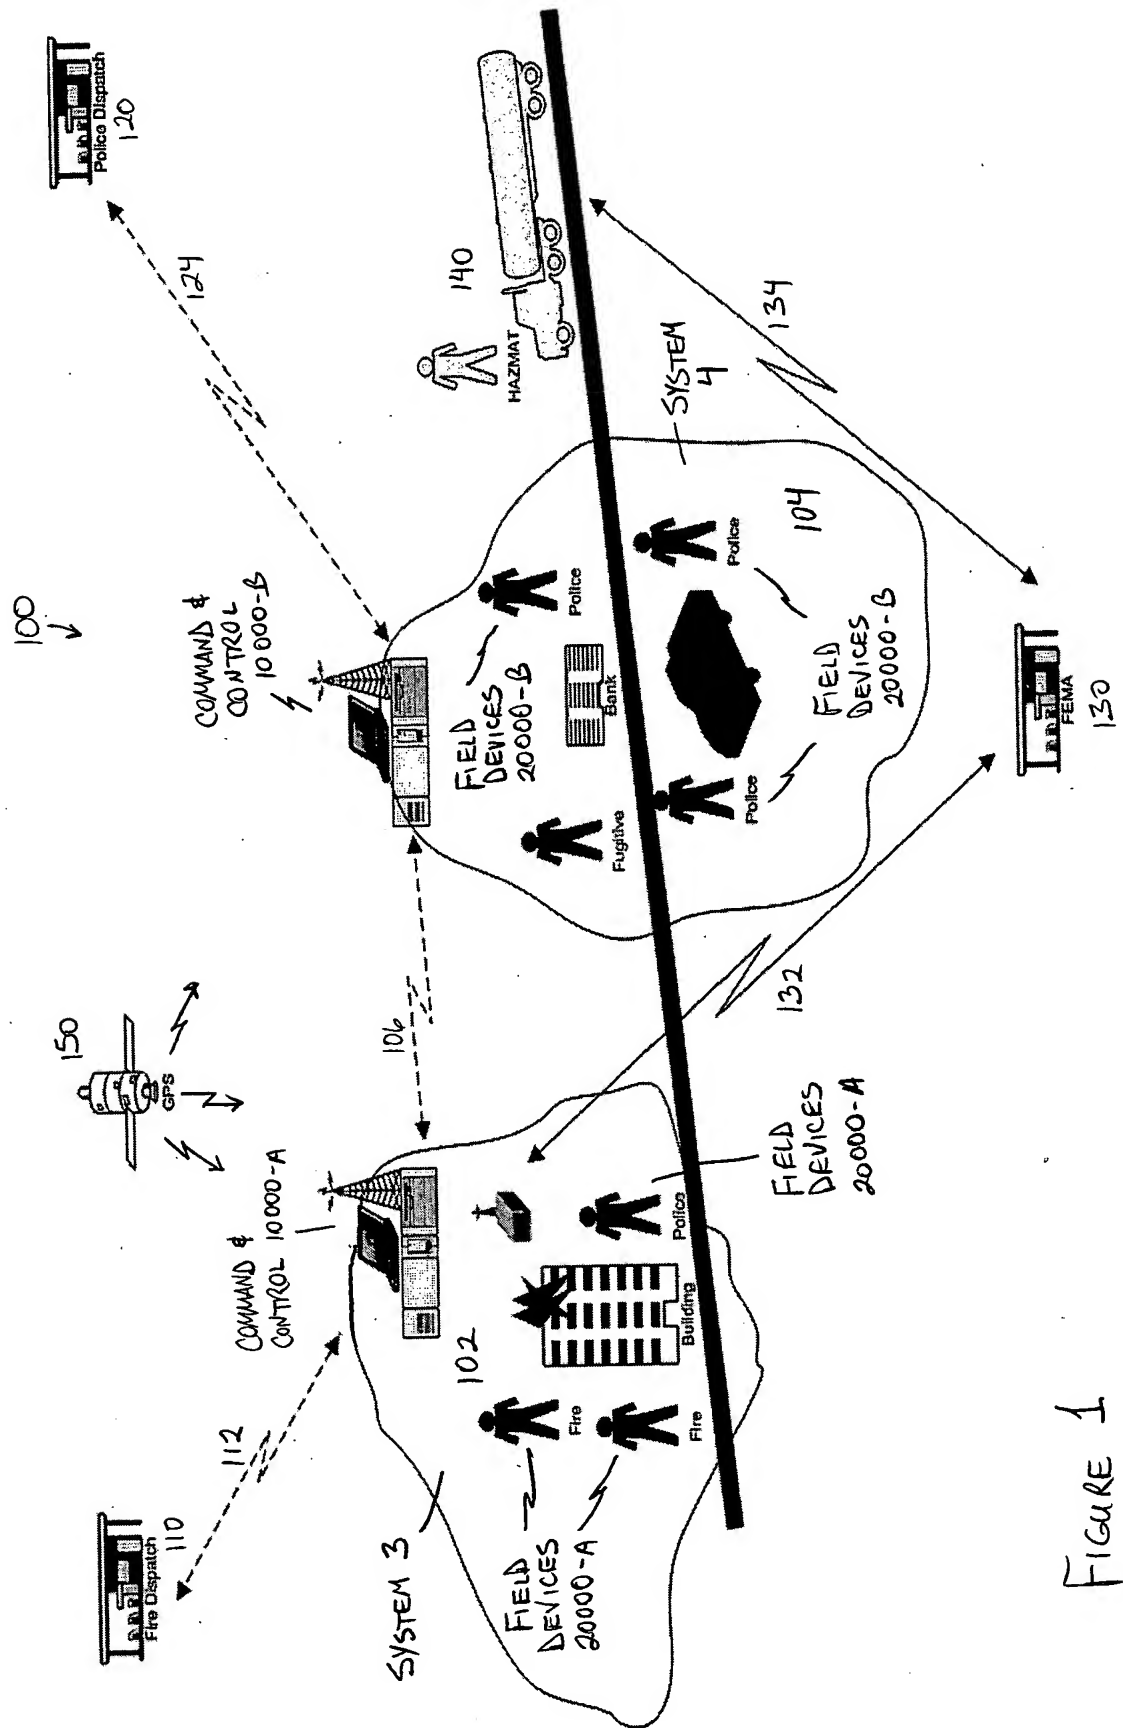 100
Police Dispatch
120
124
COMMAND &
CONTROL
10000-B
150
GPS
COMMAND &
CONTROL 10000-A
Fire Dispatch
110
112
106
HAZMAT
140
SYSTEM
4
134
FIELD
DEVICES
20000-B
Police
Bank
Fugitive
Police
104
Police
FIELD
DEVICES
20000-B
SYSTEM 3
102
Fire
Fire
Building
Police
FIELD
DEVICES
20000-A
FIELD
DEVICES
20000-A
132
FEMA
130
FIGURE 1